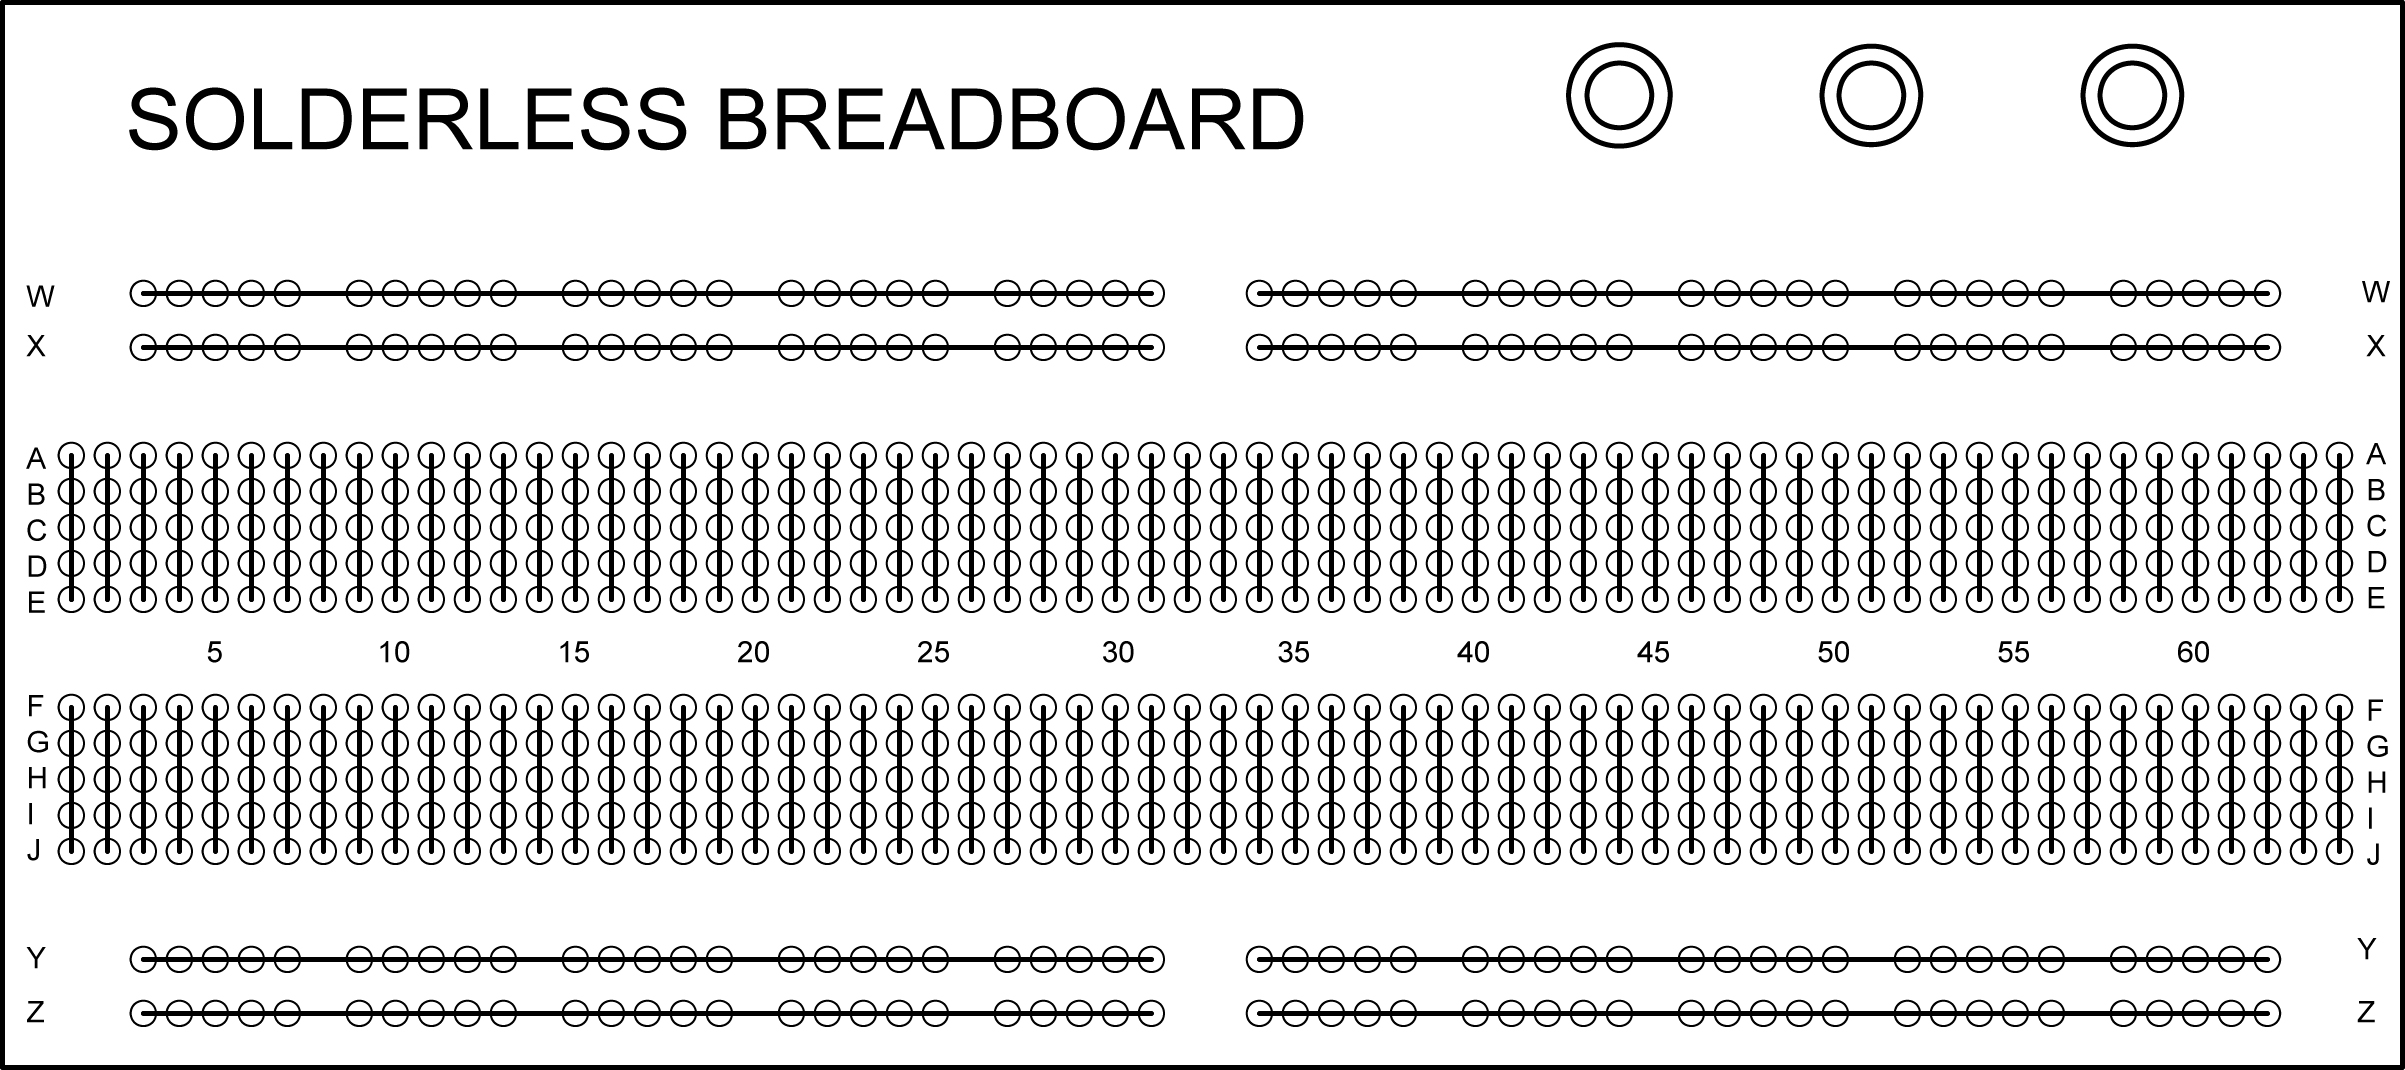 SOLDERLESS BREADBOARD
W W
X X
A A
B B
C C
D D
E E
5 10 15 20 25 30 35 40 45 50 55 60
F F
G G
H H
I I
J J
Y Y
Z Z